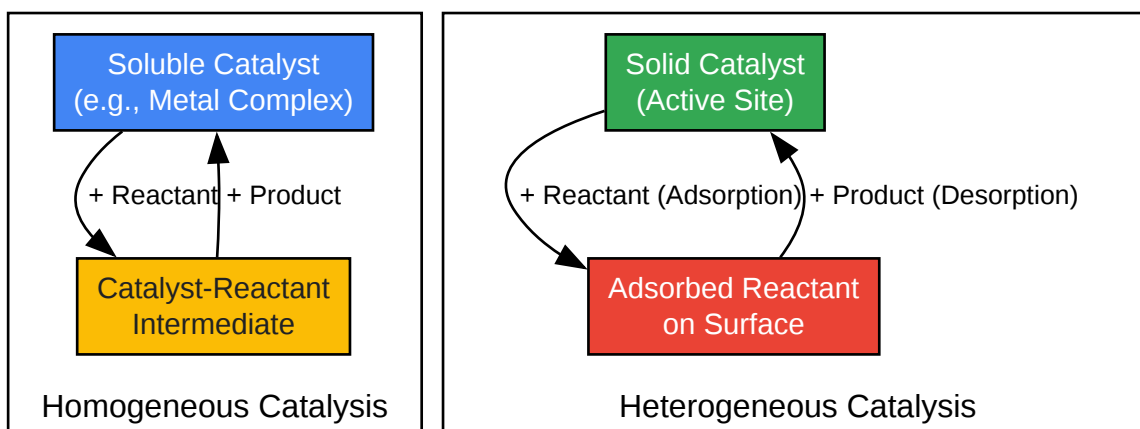 Soluble Catalyst
(e.g., Metal Complex)
+ Reactant
+ Product
Catalyst-Reactant
Intermediate
Homogeneous Catalysis
Solid Catalyst
(Active Site)
+ Reactant (Adsorption)
+ Product (Desorption)
Adsorbed Reactant
on Surface
Heterogeneous Catalysis